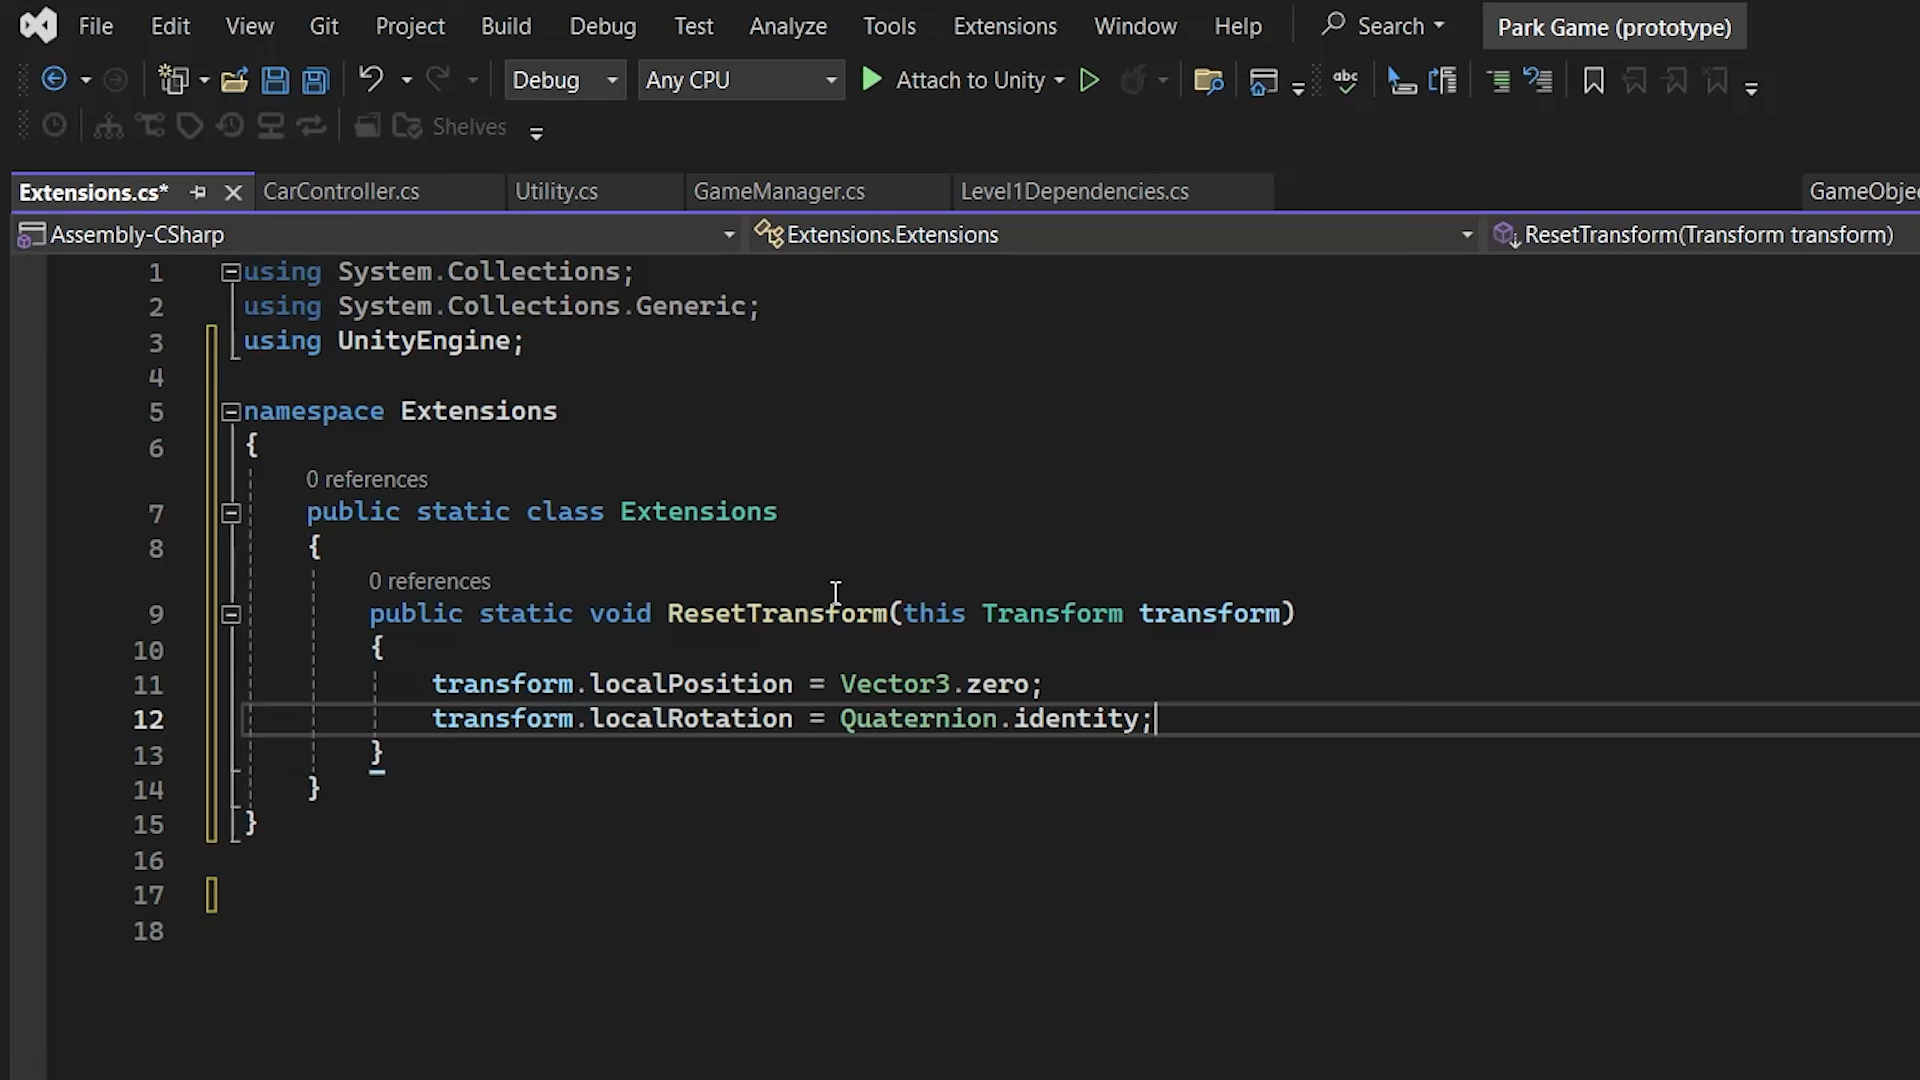 File Edit View Git Project Build Debug Test Analyze Tools Extensions Window Help Search Park Game (prototype)
Debug Any CPU Attach to Unity abc
Shelves
Extensions.cs* CarController.cs Utility.cs GameManager.cs Level1Dependencies.cs GameObjec
Assembly-CSharp Extensions.Extensions ResetTransform(Transform transform)
1 using System.Collections;
2 using System.Collections.Generic;
3 using UnityEngine;
4
5 namespace Extensions
6 {
0 references
7 public static class Extensions
8 {
0 references
9 public static void ResetTransform(this Transform transform)
10 {
11 transform.localPosition = Vector3.zero;
12 transform.localRotation = Quaternion.identity;
13 }
14 }
15 }
16
17
18